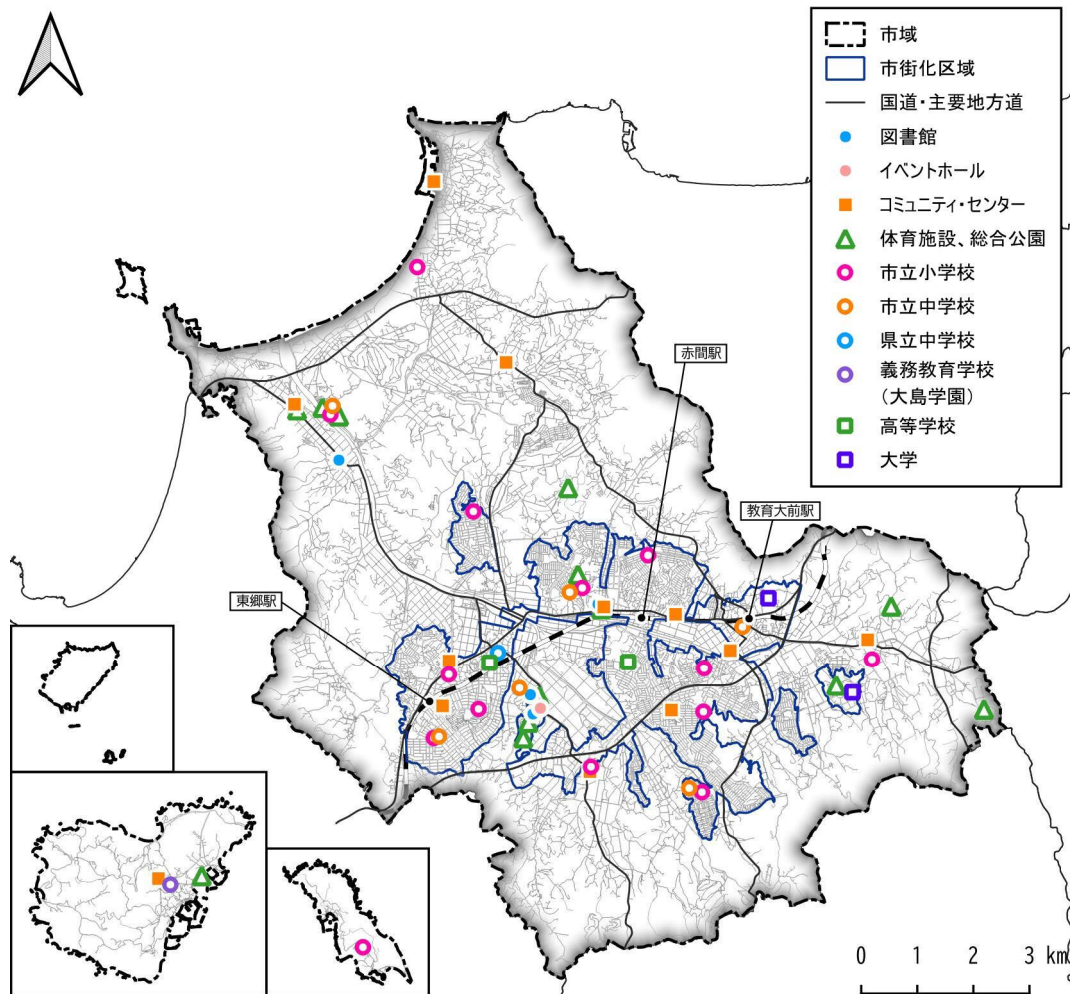 市域
市街化区域
国道・主要地方道
図書館
イベントホール
コミュニティ・センター
体育施設、総合公園
市立小学校
市立中学校
県立中学校
義務教育学校
(大島学園)
高等学校
大学
赤間駅
教育大前駅
東郷駅
0 1 2 3 km